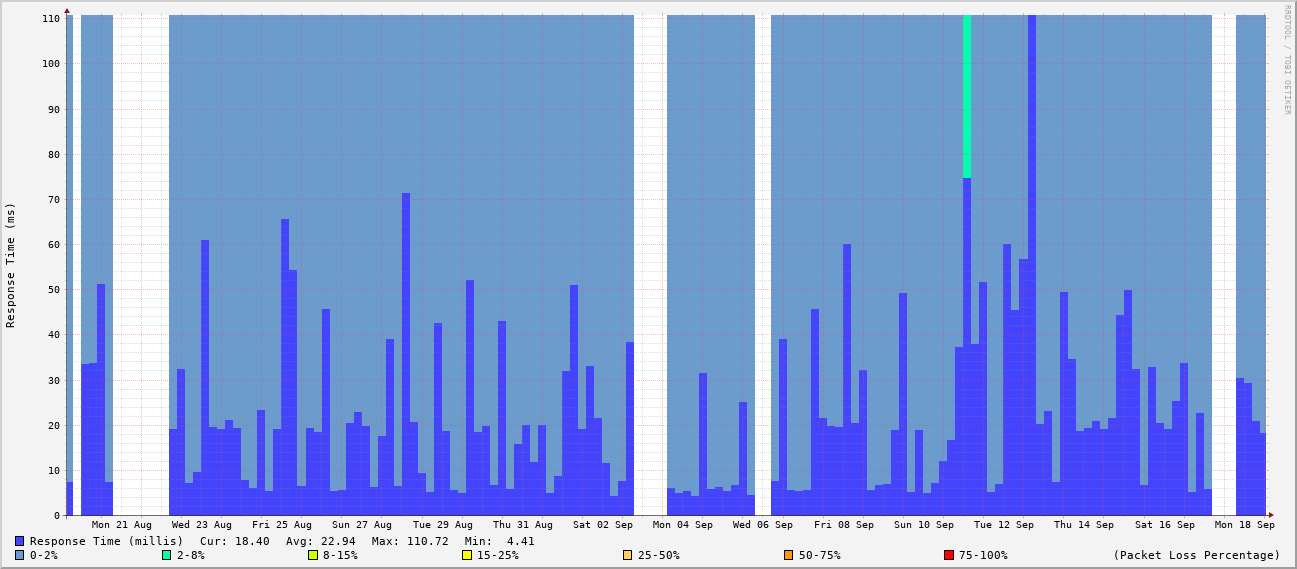 RRDTOOL / TOBI OETIKER
Response Time (ms)
110
100
90
80
70
60
50
40
30
20
10
0
Mon 21 Aug Wed 23 Aug Fri 25 Aug Sun 27 Aug Tue 29 Aug Thu 31 Aug Sat 02 Sep Mon 04 Sep Wed 06 Sep Fri 08 Sep Sun 10 Sep Tue 12 Sep Thu 14 Sep Sat 16 Sep Mon 18 Sep
Response Time (millis) Cur: 18.40 Avg: 22.94 Max: 110.72 Min: 4.41
0-2% 2-8% 8-15% 15-25% 25-50% 50-75% 75-100% (Packet Loss Percentage)